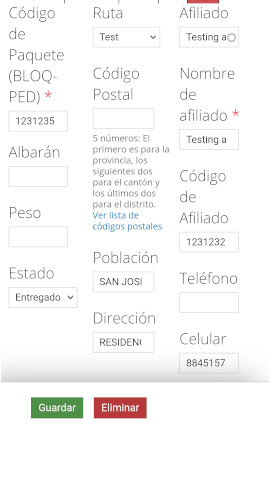 Código
de
Paquete
(BLOQ-
PED) *
1231235
Albarán
Peso
Estado
Entregado
Ruta
Test
Código
Postal
5 números: El
primero es para la
provincia, los
siguientes dos
para el cantón y
los últimos dos
para el distrito.
Ver lista de
códigos postales
Población
SAN JOSI
Dirección
RESIDEN(
Afiliado
Testing a
Nombre
de
afiliado *
Testing a
Código
de
Afiliado
1231232
Teléfono
Celular
8845157
Guardar
Eliminar